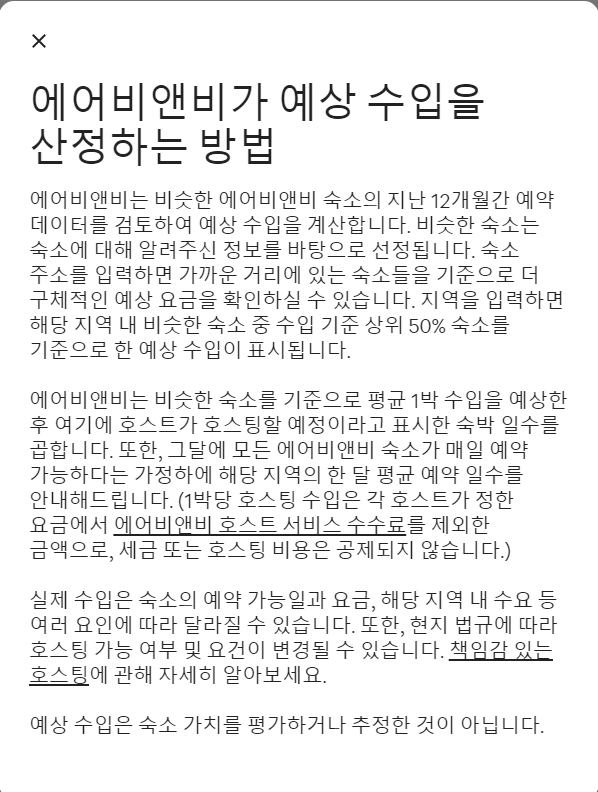 에어비앤비가 예상 수입을
산정하는 방법
에어비앤비는 비슷한 에어비앤비 숙소의 지난 12개월간 예약
데이터를 검토하여 예상 수입을 계산합니다. 비슷한 숙소는
숙소에 대해 알려주신 정보를 바탕으로 선정됩니다. 숙소
주소를 입력하면 가까운 거리에 있는 숙소들을 기준으로 더
구체적인 예상 요금을 확인하실 수 있습니다. 지역을 입력하면
해당 지역 내 비슷한 숙소 중 수입 기준 상위 50% 숙소를
기준으로 한 예상 수입이 표시됩니다.
에어비앤비는 비슷한 숙소를 기준으로 평균 1박 수입을 예상한
후 여기에 호스트가 호스팅할 예정이라고 표시한 숙박 일수를
곱합니다. 또한, 그달에 모든 에어비앤비 숙소가 매일 예약
가능하다는 가정하에 해당 지역의 한 달 평균 예약 일수를
안내해드립니다. (1박당 호스팅 수입은 각 호스트가 정한
요금에서 에어비앤비 호스트 서비스 수수료를 제외한
금액으로, 세금 또는 호스팅 비용은 공제되지 않습니다.)
실제 수입은 숙소의 예약 가능일과 요금, 해당 지역 내 수요 등
여러 요인에 따라 달라질 수 있습니다. 또한, 현지 법규에 따라
호스팅 가능 여부 및 요건이 변경될 수 있습니다. 책임감 있는
호스팅에 관해 자세히 알아보세요.
예상 수입은 숙소 가치를 평가하거나 추정한 것이 아닙니다.